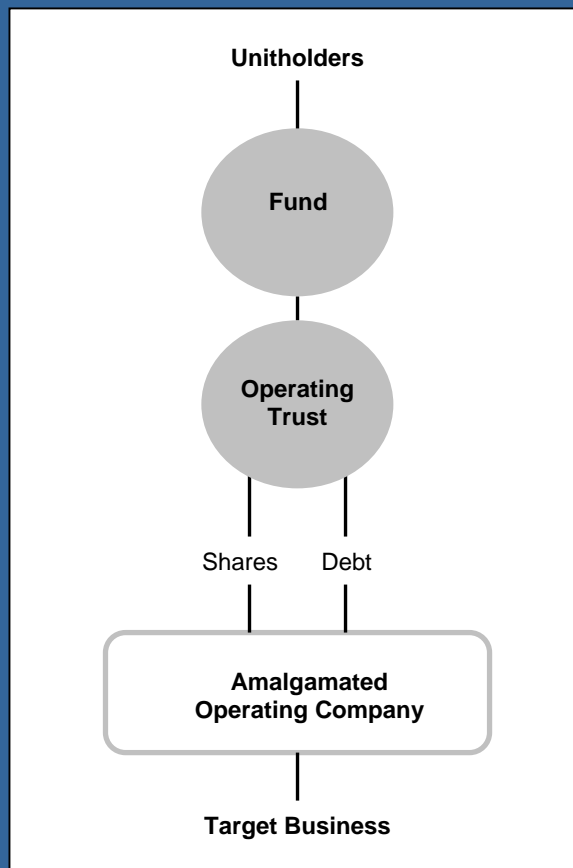 Unitholders
Fund
Operating
Trust
Shares Debt
Amalgamated
Operating Company
Target Business